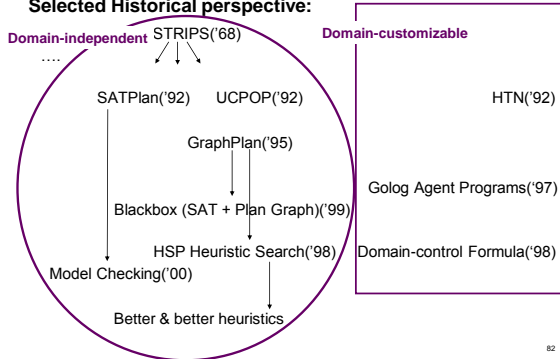 Selected Historical perspective:
Domain-independent STRIPS('68) Domain-customizable
….
SATPlan('92) UCPOP('92) HTN('92)
GraphPlan('95)
Golog Agent Programs('97)
Blackbox (SAT + Plan Graph)('99)
HSP Heuristic Search('98) Domain-control Formula('98)
Model Checking('00)
Better & better heuristics
82